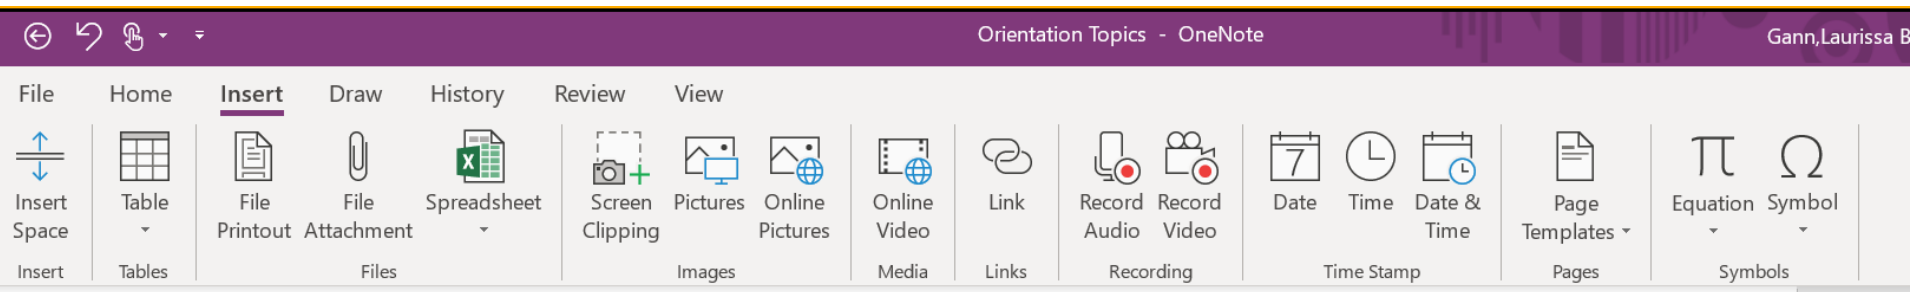 Orientation Topics - OneNote
Gann,Laurissa B
File Home Insert Draw History Review View
Insert Space
Table
File Printout
File Attachment
Spreadsheet
Screen Clipping
Pictures
Online Pictures
Online Video
Link
Record Audio
Record Video
7
Date
Time
Date & Time
Page Templates
π
Equation
Ω
Symbol
Insert Tables Files Images Media Links Recording Time Stamp Pages Symbols